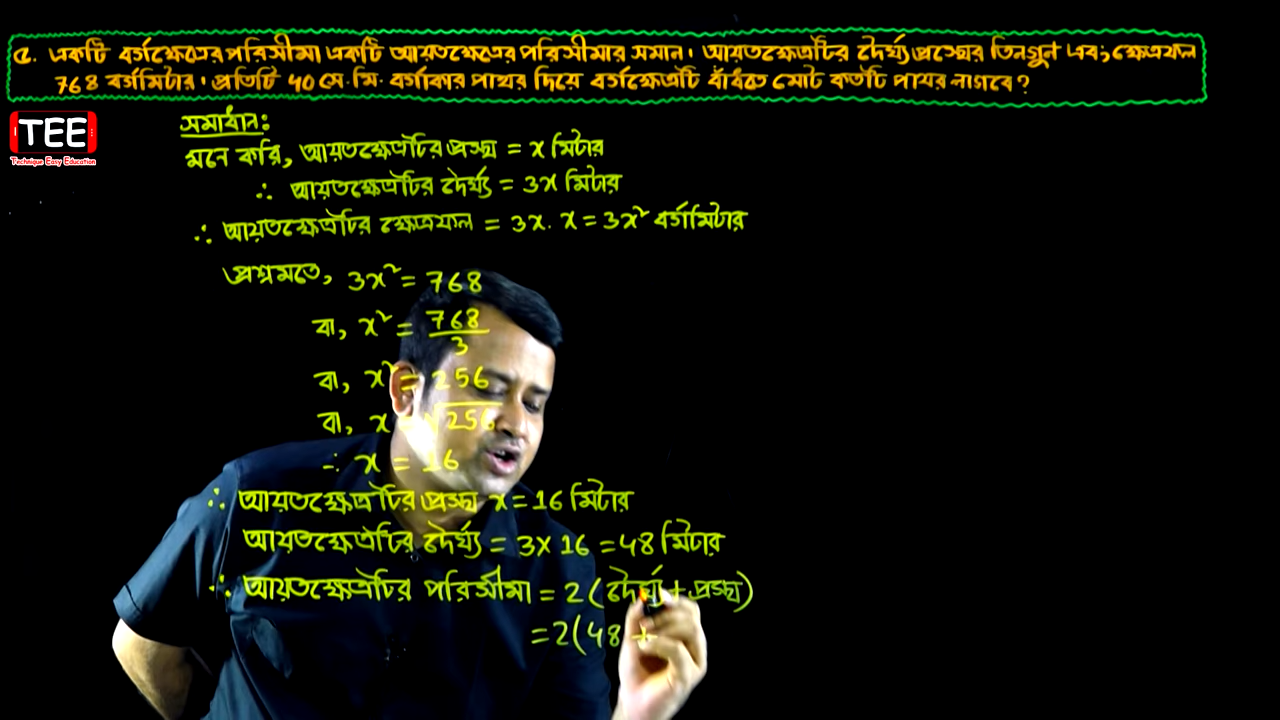 ৫. একটি বর্গক্ষেত্রের পরিসীমা একটি আয়তক্ষেত্রের পরিসীমার সমান। আয়তক্ষেত্রটির দৈর্ঘ্য প্রস্থের তিনগুন এবং ক্ষেত্রফল
768 বর্গমিটার। প্রতিটি 40 সে.মি. বর্গাকার পাথর দিয়ে বর্গক্ষেত্রটি বাঁধতে মোট কতটি পাথর লাগবে?
TEE
Technique Easy Education
সমাধান:
মনে করি, আয়তক্ষেত্রটির প্রস্থ = x মিটার
∴ আয়তক্ষেত্রটির দৈর্ঘ্য = 3x মিটার
∴ আয়তক্ষেত্রটির ক্ষেত্রফল = 3x. x = 3x² বর্গমিটার
প্রশ্নমতে, 3x² = 768
বা, x² = 768/3
বা, x² = 256
বা, x = √256
∴ x = 16
∴ আয়তক্ষেত্রটির প্রস্থ x = 16 মিটার
আয়তক্ষেত্রটির দৈর্ঘ্য = 3 x 16 = 48 মিটার
∴ আয়তক্ষেত্রটির পরিসীমা = 2 (দৈর্ঘ্য + প্রস্থ)
= 2 (48 +